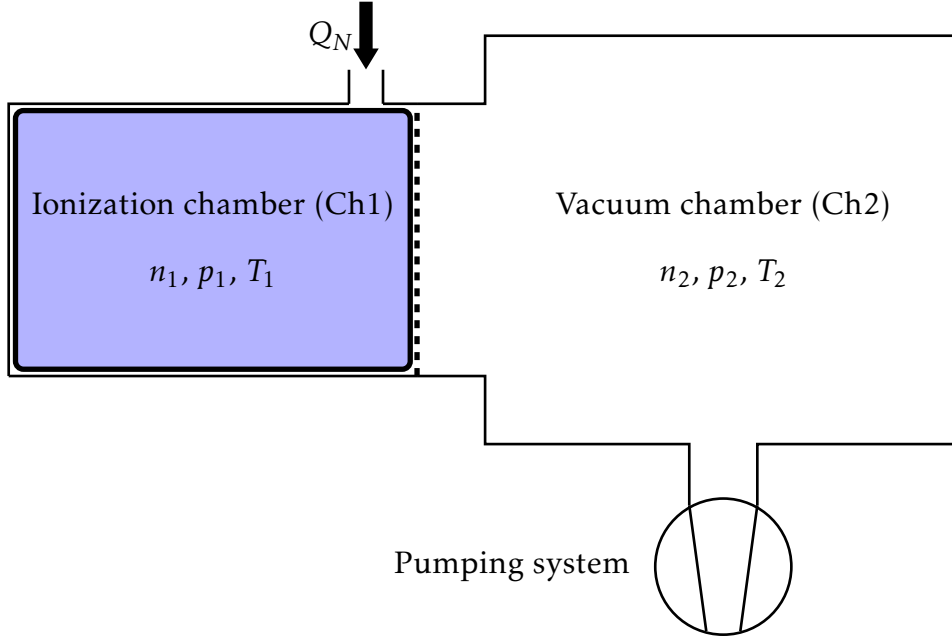 Q_N
Ionization chamber (Ch1)
n_1, p_1, T_1
Vacuum chamber (Ch2)
n_2, p_2, T_2
Pumping system